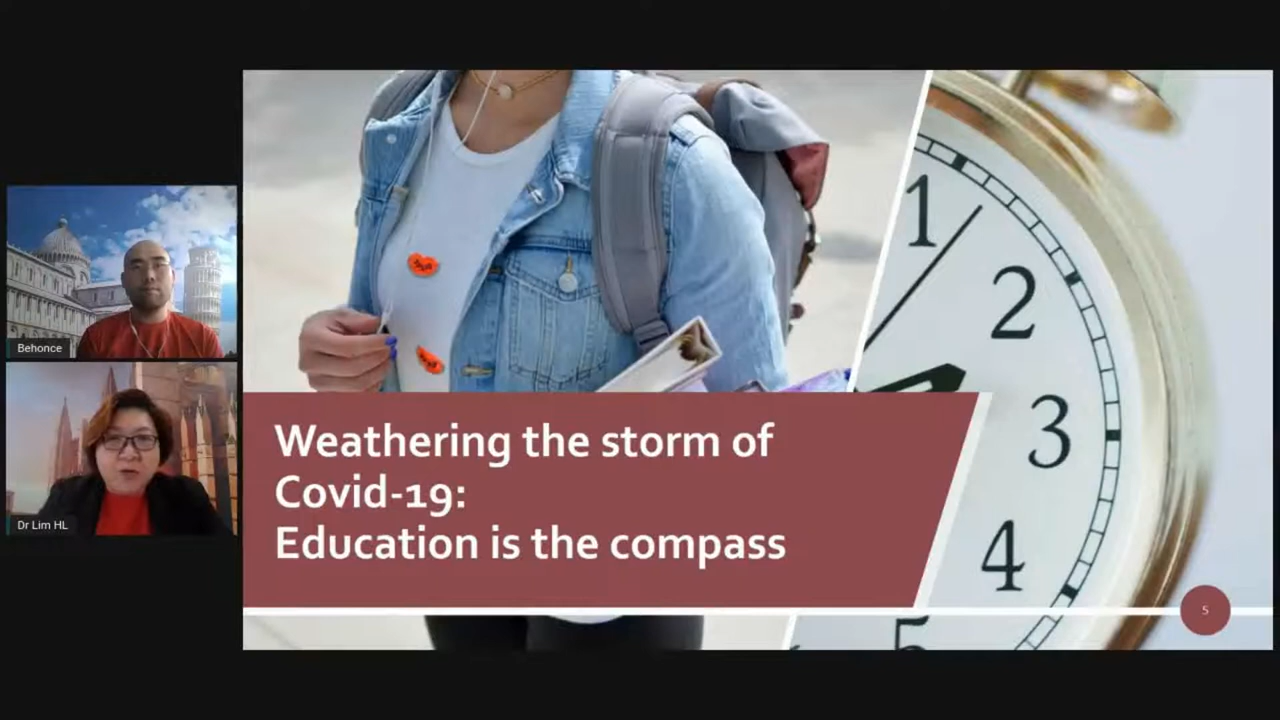 Behonce
Dr Lim HL
1
2
3
4
5
Weathering the storm of
Covid-19:
Education is the compass
5